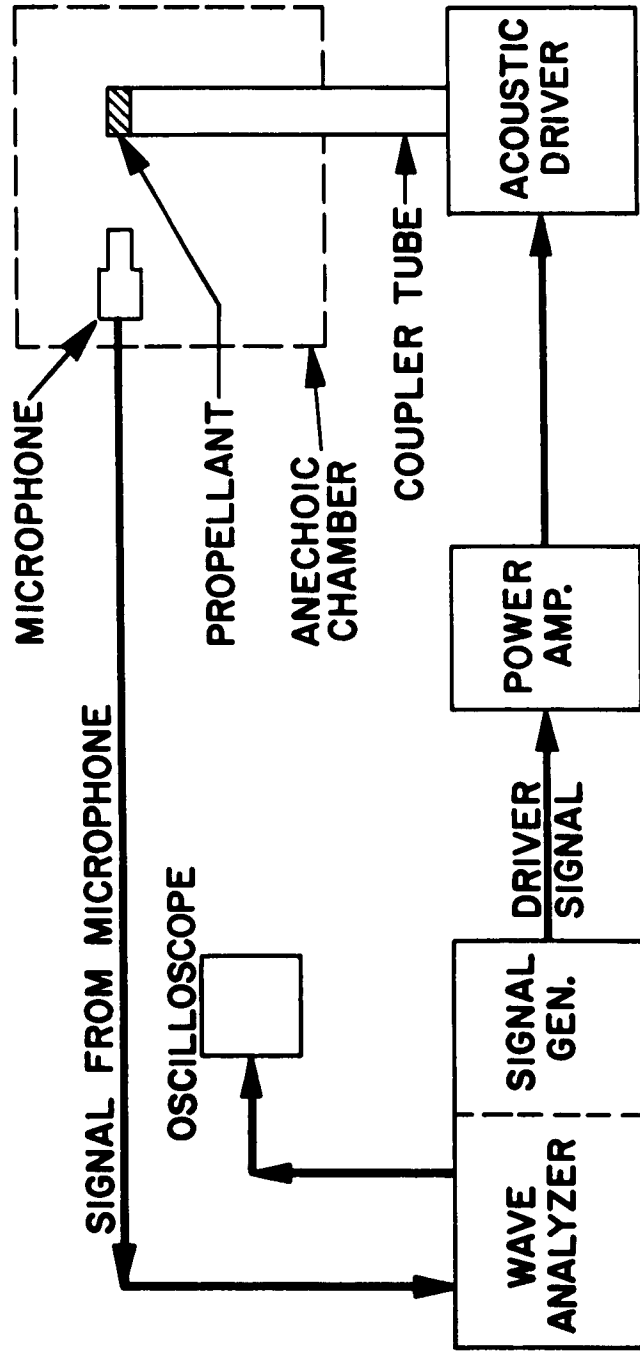 SIGNAL FROM MICROPHONE
MICROPHONE
OSCILLOSCOPE
PROPELLANT
ANECHOIC
CHAMBER
COUPLER TUBE
WAVE
ANALYZER
SIGNAL
GEN.
DRIVER
SIGNAL
POWER
AMP.
ACOUSTIC
DRIVER